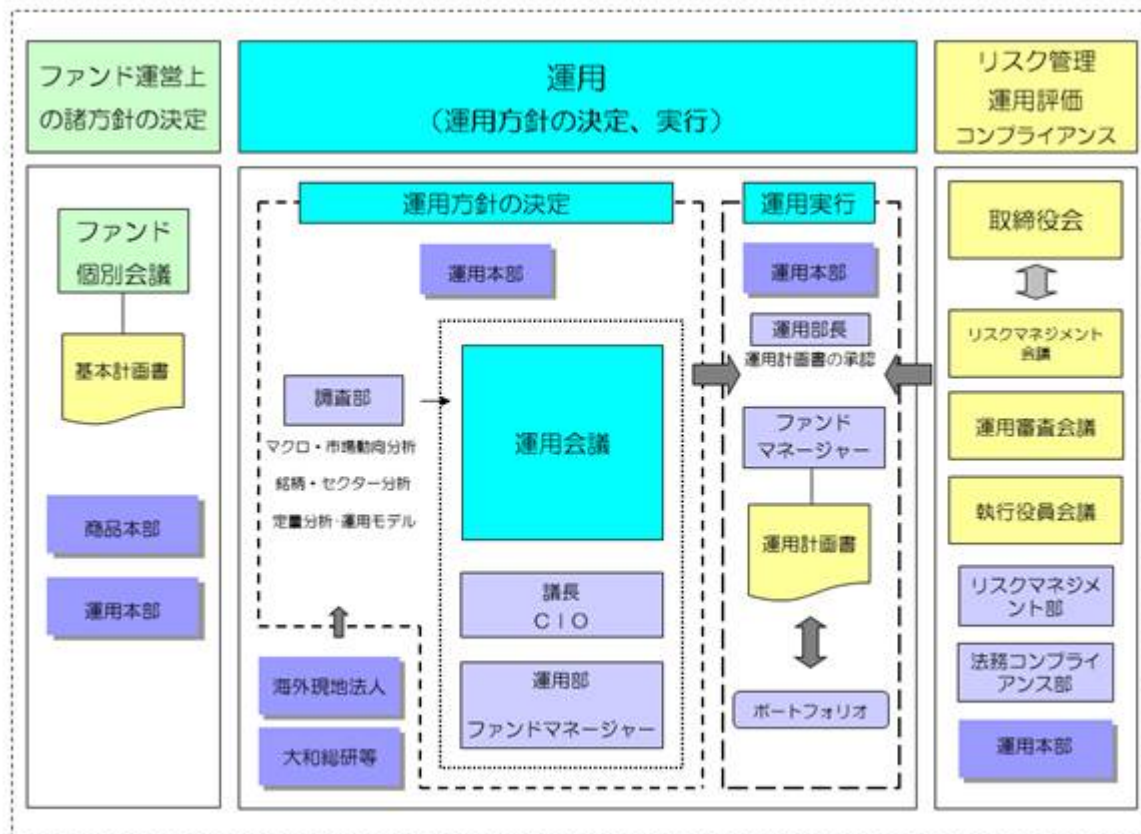 ファンド運営上
の諸方針の決定
運用
（運用方針の決定、実行）
リスク管理
運用評価
コンプライアンス
ファンド
個別会議
基本計画書
商品本部
運用本部
運用方針の決定
運用本部
調査部
マクロ・市場動向分析
銘柄・セクター分析
定量分析・運用モデル
海外現地法人
大和総研等
運用会議
議長
ＣＩＯ
運用部
ファンドマネージャー
運用実行
運用本部
運用部長
運用計画書の承認
ファンド
マネージャー
運用計画書
ポートフォリオ
取締役会
リスクマネジメント
会議
運用審査会議
執行役員会議
リスクマネジメ
ント部
法務コンプライ
アンス部
運用本部